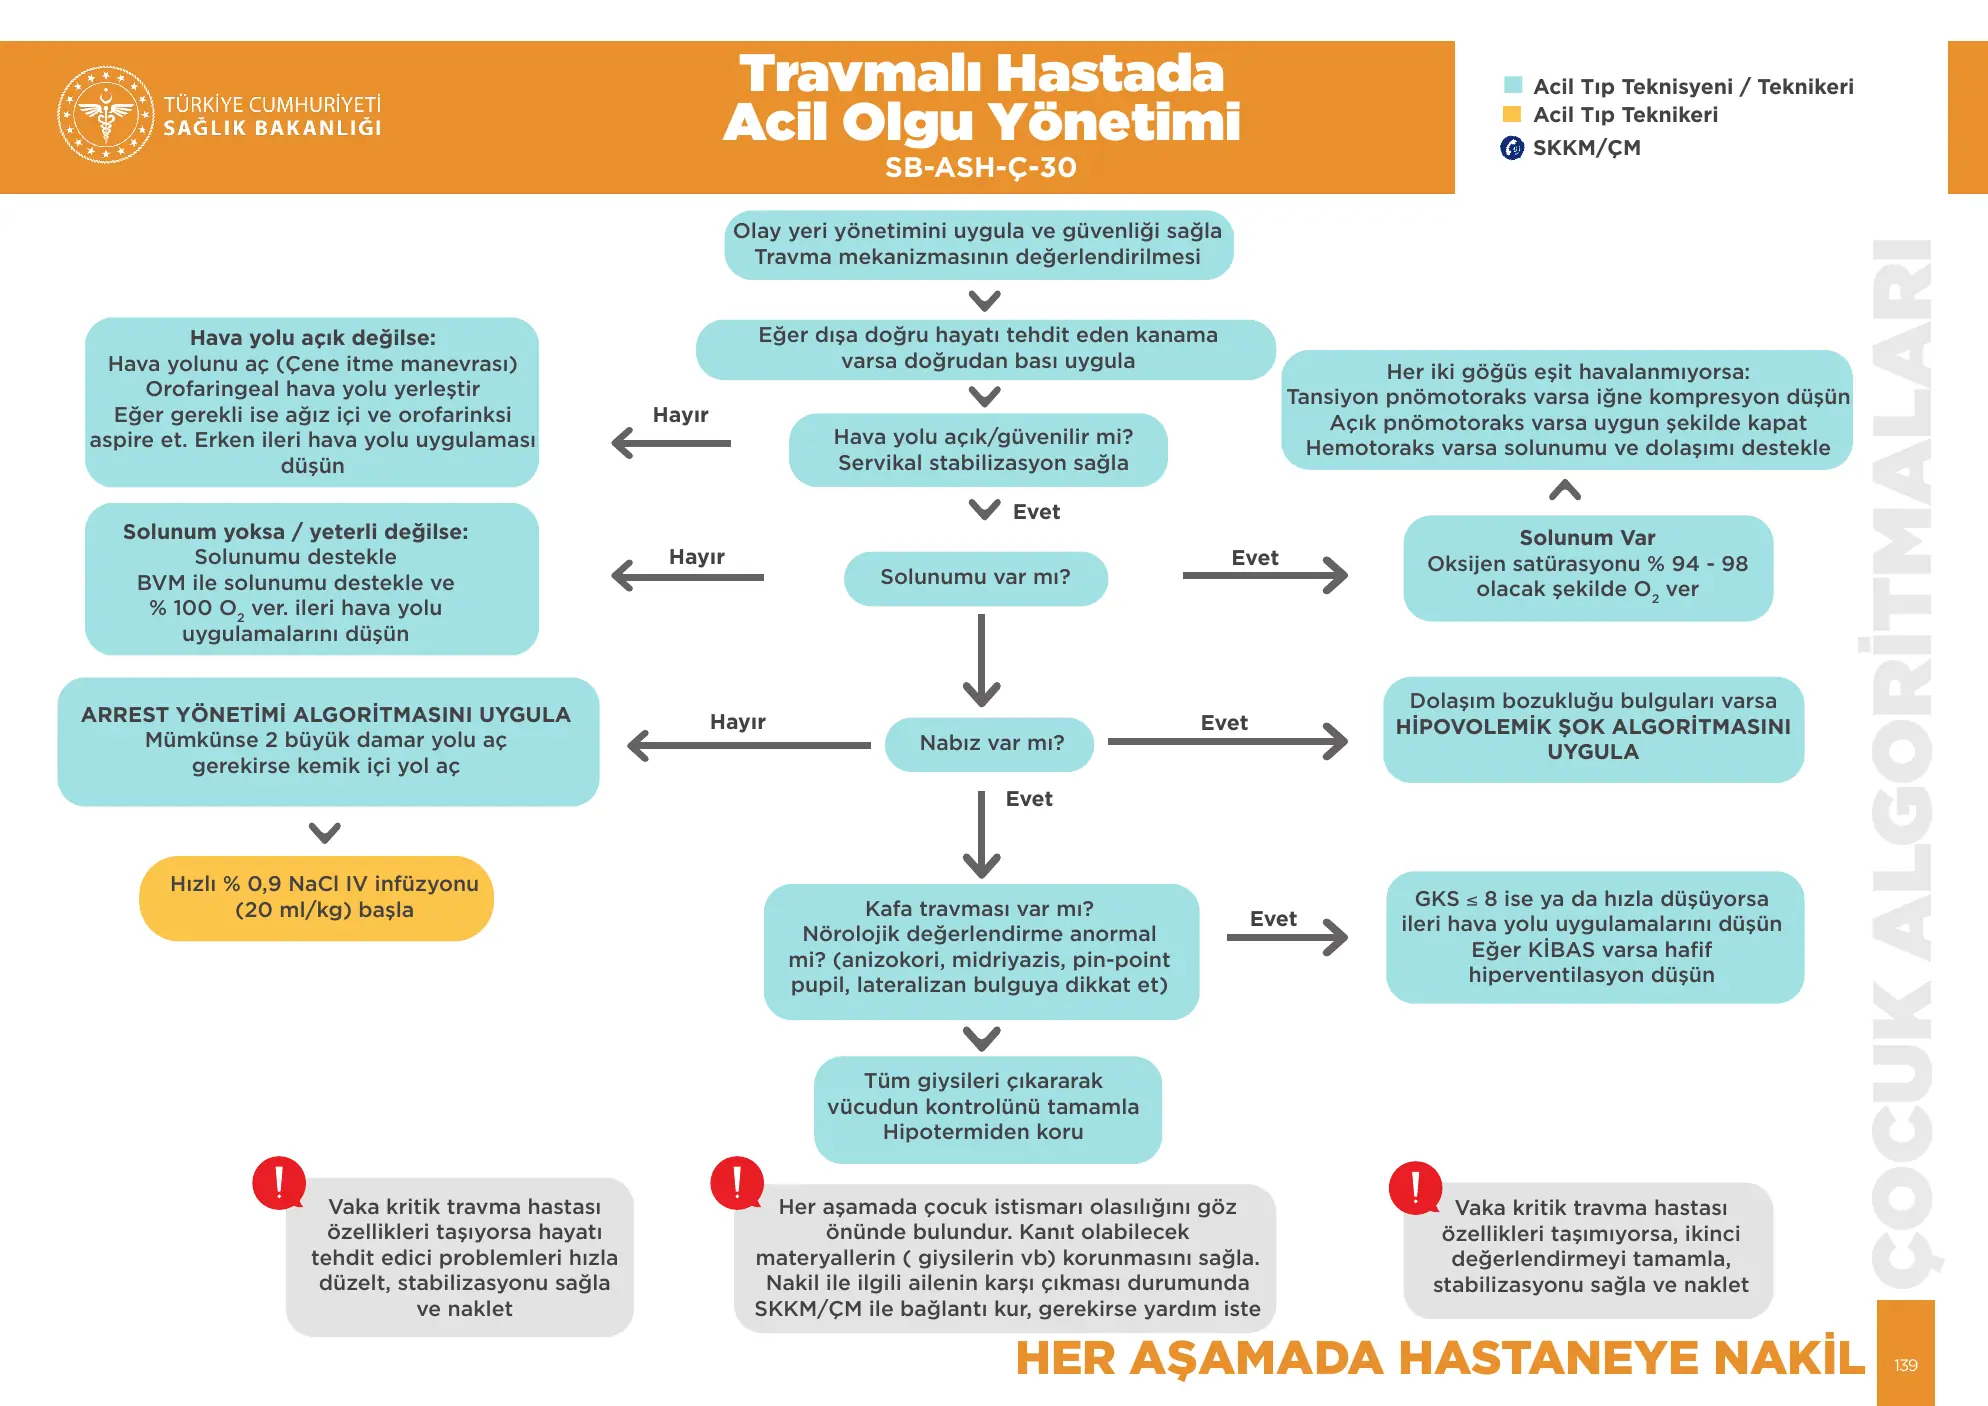 TÜRKİYE CUMHURİYETİ
SAĞLIK BAKANLIĞI
Travmalı Hastada
Acil Olgu Yönetimi
SB-ASH-Ç-30
Acil Tıp Teknisyeni / Teknikeri
Acil Tıp Teknikeri
SKKM/ÇM
Olay yeri yönetimini uygula ve güvenliği sağla
Travma mekanizmasının değerlendirilmesi
Eğer dışa doğru hayatı tehdit eden kanama
varsa doğrudan bası uygula
Hava yolu açık değilse:
Hava yolunu aç (Çene itme manevrası)
Orofaringeal hava yolu yerleştir
Eğer gerekli ise ağız içi ve orofarinksi
aspire et. Erken ileri hava yolu uygulaması
düşün
Hayır
Hava yolu açık/güvenilir mi?
Servikal stabilizasyon sağla
Evet
Her iki göğüs eşit havalanmıyorsa:
Tansiyon pnömotoraks varsa iğne kompresyon düşün
Açık pnömotoraks varsa uygun şekilde kapat
Hemotoraks varsa solunumu ve dolaşımı destekle
Solunum yoksa / yeterli değilse:
Solunumu destekle
BVM ile solunumu destekle ve
% 100 O2 ver. ileri hava yolu
uygulamalarını düşün
Hayır
Solunumu var mı?
Evet
Solunum Var
Oksijen satürasyonu % 94 - 98
olacak şekilde O2 ver
ARREST YÖNETİMİ ALGORİTMASINI UYGULA
Mümkünse 2 büyük damar yolu aç
gerekirse kemik içi yol aç
Hayır
Nabız var mı?
Evet
Dolaşım bozukluğu bulguları varsa
HİPOVOLEMİK ŞOK ALGORİTMASINI
UYGULA
Evet
Hızlı % 0,9 NaCl IV infüzyonu
(20 ml/kg) başla
Kafa travması var mı?
Nörolojik değerlendirme anormal
mi? (anizokori, midriyazis, pin-point
pupil, lateralizan bulguya dikkat et)
Evet
GKS ≤ 8 ise ya da hızla düşüyorsa
ileri hava yolu uygulamalarını düşün
Eğer KİBAS varsa hafif
hiperventilasyon düşün
Tüm giysileri çıkararak
vücudun kontrolünü tamamla
Hipotermiden koru
!
Vaka kritik travma hastası
özellikleri taşıyorsa hayatı
tehdit edici problemleri hızla
düzelt, stabilizasyonu sağla
ve naklet
!
Her aşamada çocuk istismarı olasılığını göz
önünde bulundur. Kanıt olabilecek
materyallerin ( giysilerin vb) korunmasını sağla.
Nakil ile ilgili ailenin karşı çıkması durumunda
SKKM/ÇM ile bağlantı kur, gerekirse yardım iste
!
Vaka kritik travma hastası
özellikleri taşımıyorsa, ikinci
değerlendirmeyi tamamla,
stabilizasyonu sağla ve naklet
HER AŞAMADA HASTANEYE NAKİL
ÇOCUK ALGORİTMALARI
139